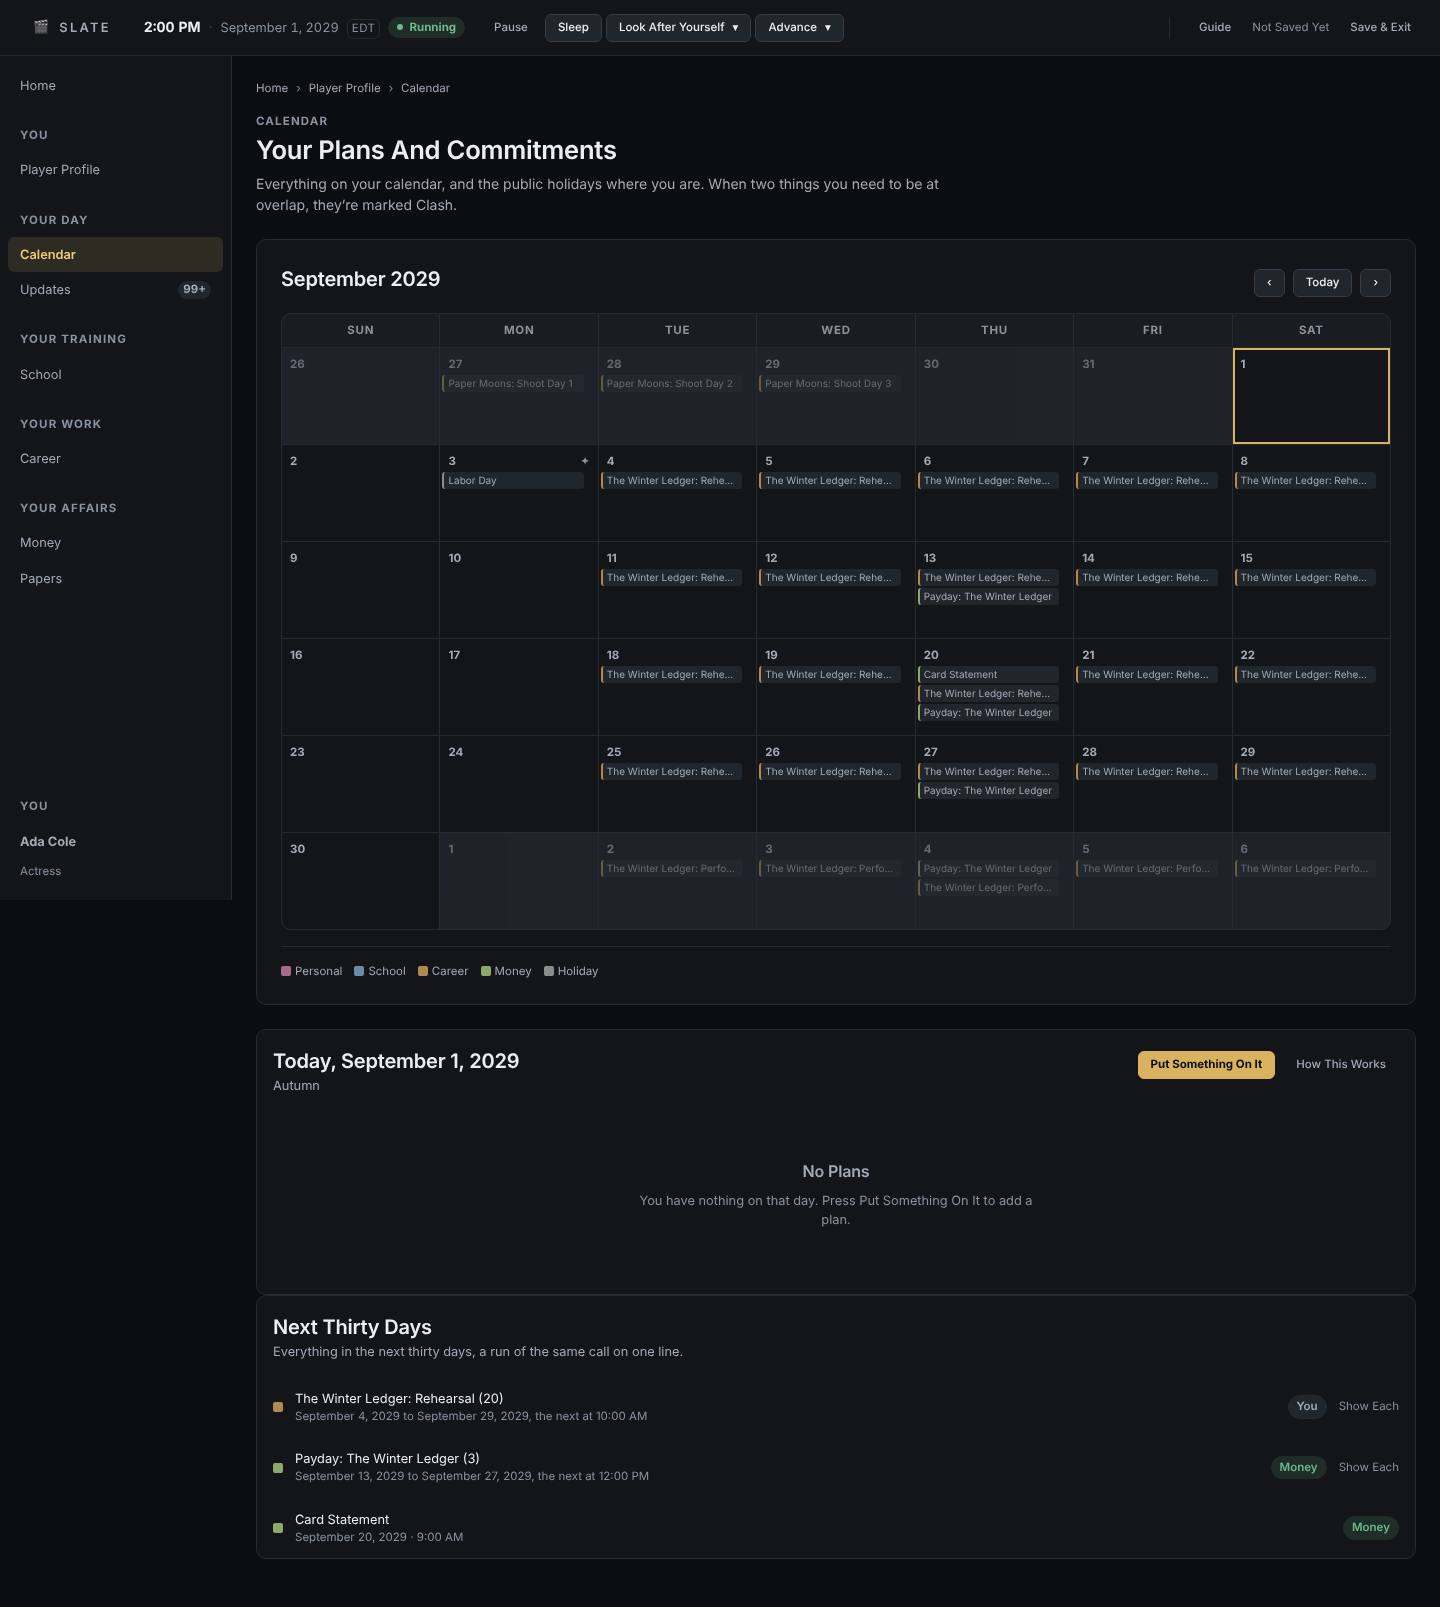 SLATE
2:00 PM · September 1, 2029 EDT Running Pause Sleep Look After Yourself ▾ Advance ▾ Guide Not Saved Yet Save & Exit
Home
YOU
Player Profile
YOUR DAY
Calendar
Updates 99+
YOUR TRAINING
School
YOUR WORK
Career
YOUR AFFAIRS
Money
Papers
YOU
Ada Cole
Actress
Home › Player Profile › Calendar
CALENDAR
Your Plans And Commitments
Everything on your calendar, and the public holidays where you are. When two things you need to be at
overlap, they're marked Clash.
September 2029
‹ Today ›
SUN MON TUE WED THU FRI SAT
26 27 28 29 30 31 1
Paper Moons: Shoot Day 1 Paper Moons: Shoot Day 2 Paper Moons: Shoot Day 3
2 3 ✦ 4 5 6 7 8
Labor Day The Winter Ledger: Rehe... The Winter Ledger: Rehe... The Winter Ledger: Rehe... The Winter Ledger: Rehe... The Winter Ledger: Rehe...
9 10 11 12 13 14 15
The Winter Ledger: Rehe... The Winter Ledger: Rehe... The Winter Ledger: Rehe... The Winter Ledger: Rehe... The Winter Ledger: Rehe...
Payday: The Winter Ledger
16 17 18 19 20 21 22
The Winter Ledger: Rehe... The Winter Ledger: Rehe... Card Statement The Winter Ledger: Rehe... The Winter Ledger: Rehe...
The Winter Ledger: Rehe...
Payday: The Winter Ledger
23 24 25 26 27 28 29
The Winter Ledger: Rehe... The Winter Ledger: Rehe... The Winter Ledger: Rehe... The Winter Ledger: Rehe... The Winter Ledger: Rehe...
Payday: The Winter Ledger
30 1 2 3 4 5 6
The Winter Ledger: Perfo... The Winter Ledger: Perfo... Payday: The Winter Ledger The Winter Ledger: Perfo... The Winter Ledger: Perfo...
The Winter Ledger: Perfo...
Personal School Career Money Holiday
Today, September 1, 2029
Autumn
Put Something On It How This Works
No Plans
You have nothing on that day. Press Put Something On It to add a
plan.
Next Thirty Days
Everything in the next thirty days, a run of the same call on one line.
The Winter Ledger: Rehearsal (20)
September 4, 2029 to September 29, 2029, the next at 10:00 AM
You Show Each
Payday: The Winter Ledger (3)
September 13, 2029 to September 27, 2029, the next at 12:00 PM
Money Show Each
Card Statement
September 20, 2029 · 9:00 AM
Money